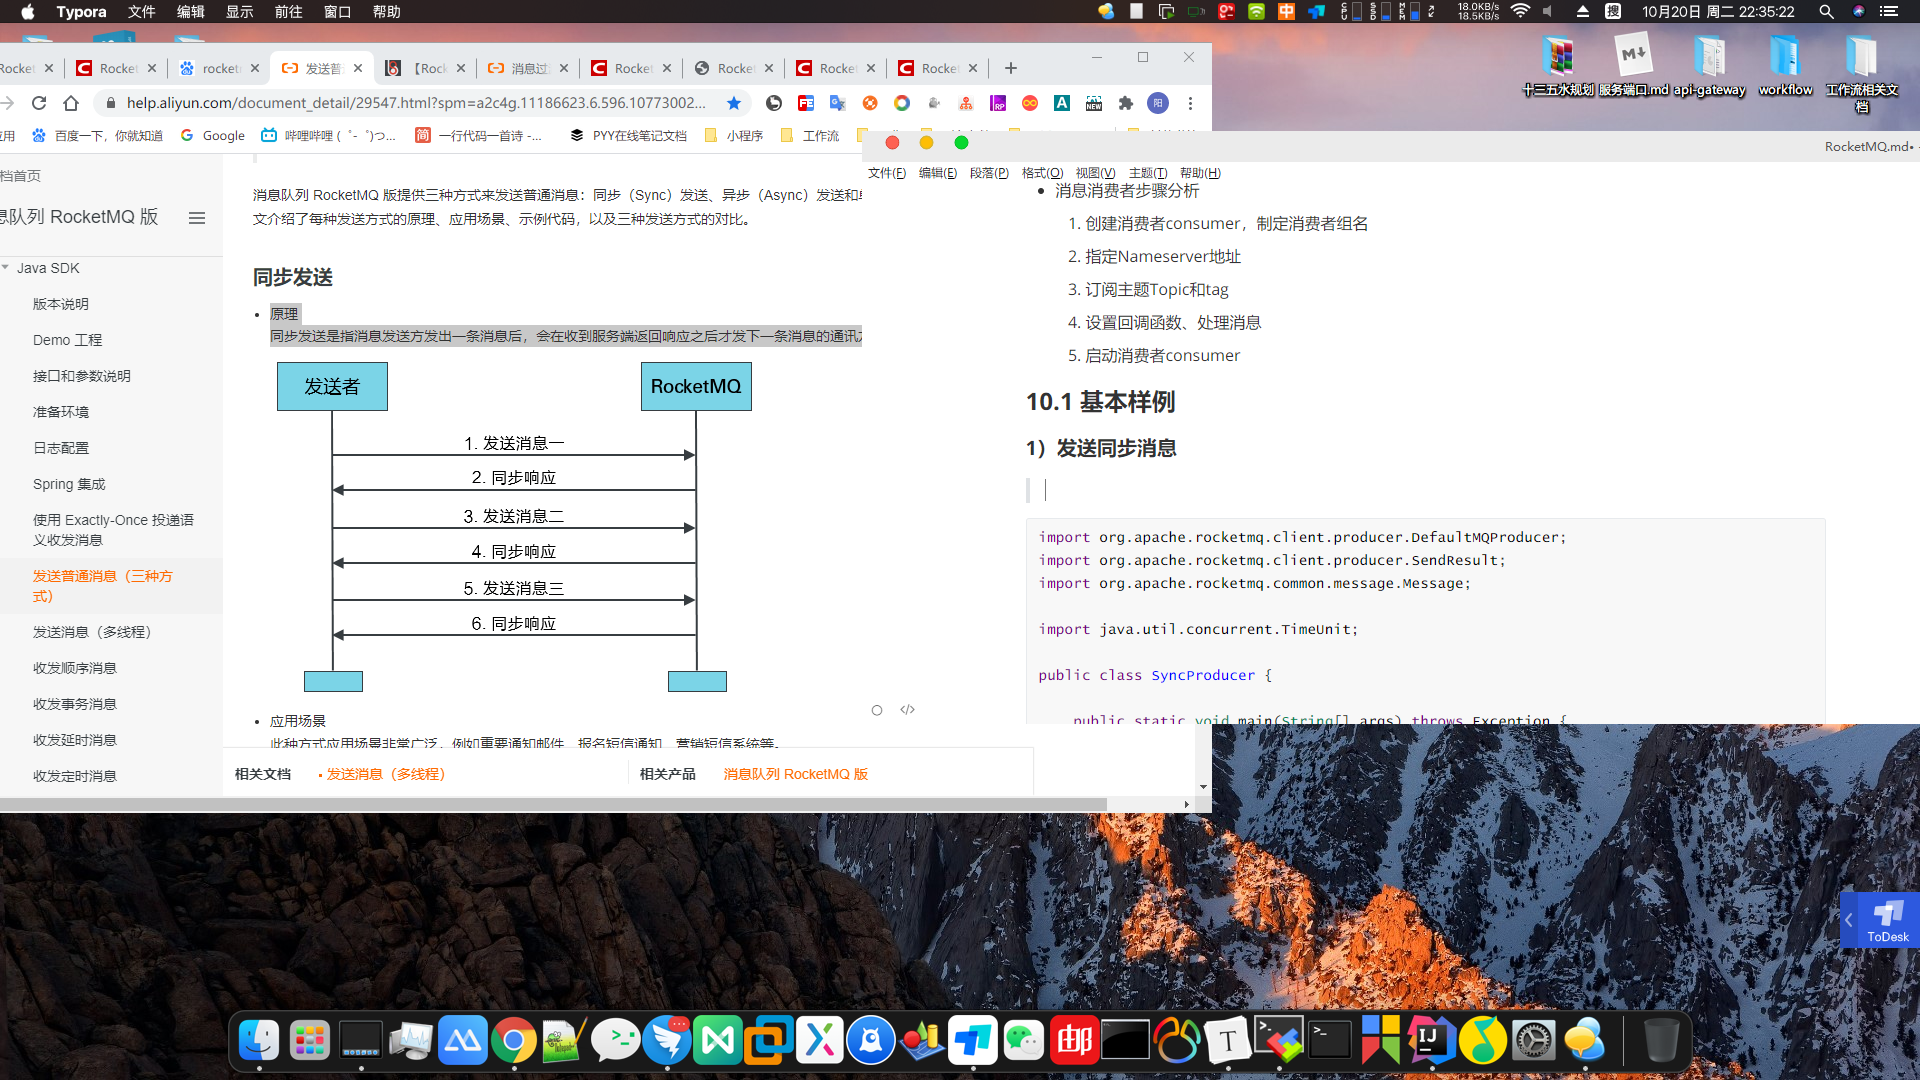 Typora 文件 编辑 显示 前往 窗口 帮助
18.0KB/s
18.5KB/s
10月20日 周二 22:35:22
十三五水规划
服务端口.md
api-gateway
workflow
工作流相关文档
Rocket
rocket
发送普
【Rock
消息过
Rocket
Rocket
Rocket
Rocket
help.aliyun.com/document_detail/29547.html?spm=a2c4g.11186623.6.596.10773002...
应用
百度一下，你就知道
Google
哔哩哔哩 ( ゜- ゜)つ...
一行代码一首诗 -...
PYY在线笔记文档
小程序
工作流
档首页
息队列 RocketMQ 版
Java SDK
版本说明
Demo 工程
接口和参数说明
准备环境
日志配置
Spring 集成
使用 Exactly-Once 投递语
义收发消息
发送普通消息（三种方
式）
发送消息（多线程）
收发顺序消息
收发事务消息
收发延时消息
收发定时消息
消息队列 RocketMQ 版提供三种方式来发送普通消息：同步（Sync）发送、异步（Async）发送和单
文介绍了每种发送方式的原理、应用场景、示例代码，以及三种发送方式的对比。
同步发送
原理
同步发送是指消息发送方发出一条消息后，会在收到服务端返回响应之后才发下一条消息的通讯方
发送者
RocketMQ
1. 发送消息一
2. 同步响应
3. 发送消息二
4. 同步响应
5. 发送消息三
6. 同步响应
应用场景
此种方式应用场景非常广泛，例如重要通知邮件、报名短信通知、营销短信系统等。
相关文档
发送消息（多线程）
相关产品
消息队列 RocketMQ 版
RocketMQ.md•
文件(F) 编辑(E) 段落(P) 格式(O) 视图(V) 主题(T) 帮助(H)
消息消费者步骤分析
1. 创建消费者consumer，制定消费者组名
2. 指定Nameserver地址
3. 订阅主题Topic和tag
4. 设置回调函数、处理消息
5. 启动消费者consumer
10.1 基本样例
1）发送同步消息
import org.apache.rocketmq.client.producer.DefaultMQProducer;
import org.apache.rocketmq.client.producer.SendResult;
import org.apache.rocketmq.common.message.Message;
import java.util.concurrent.TimeUnit;
public class SyncProducer {
public static void main(String[] args) throws Exception {
ToDesk